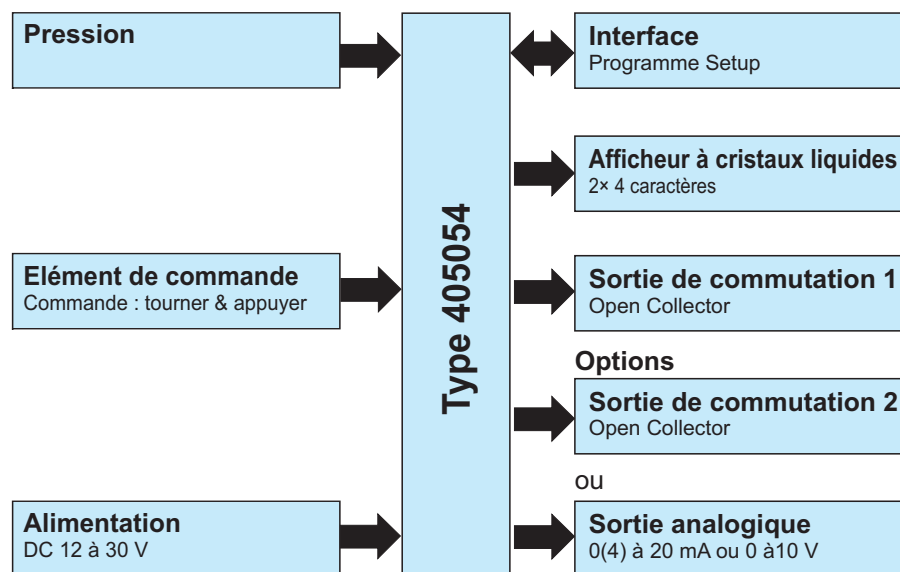 Pression
Elément de commande
Commande : tourner & appuyer
Alimentation
DC 12 à 30 V
Type 405054
Interface
Programme Setup
Afficheur à cristaux liquides
2× 4 caractères
Sortie de commutation 1
Open Collector
Options
Sortie de commutation 2
Open Collector
ou
Sortie analogique
0(4) à 20 mA ou 0 à10 V